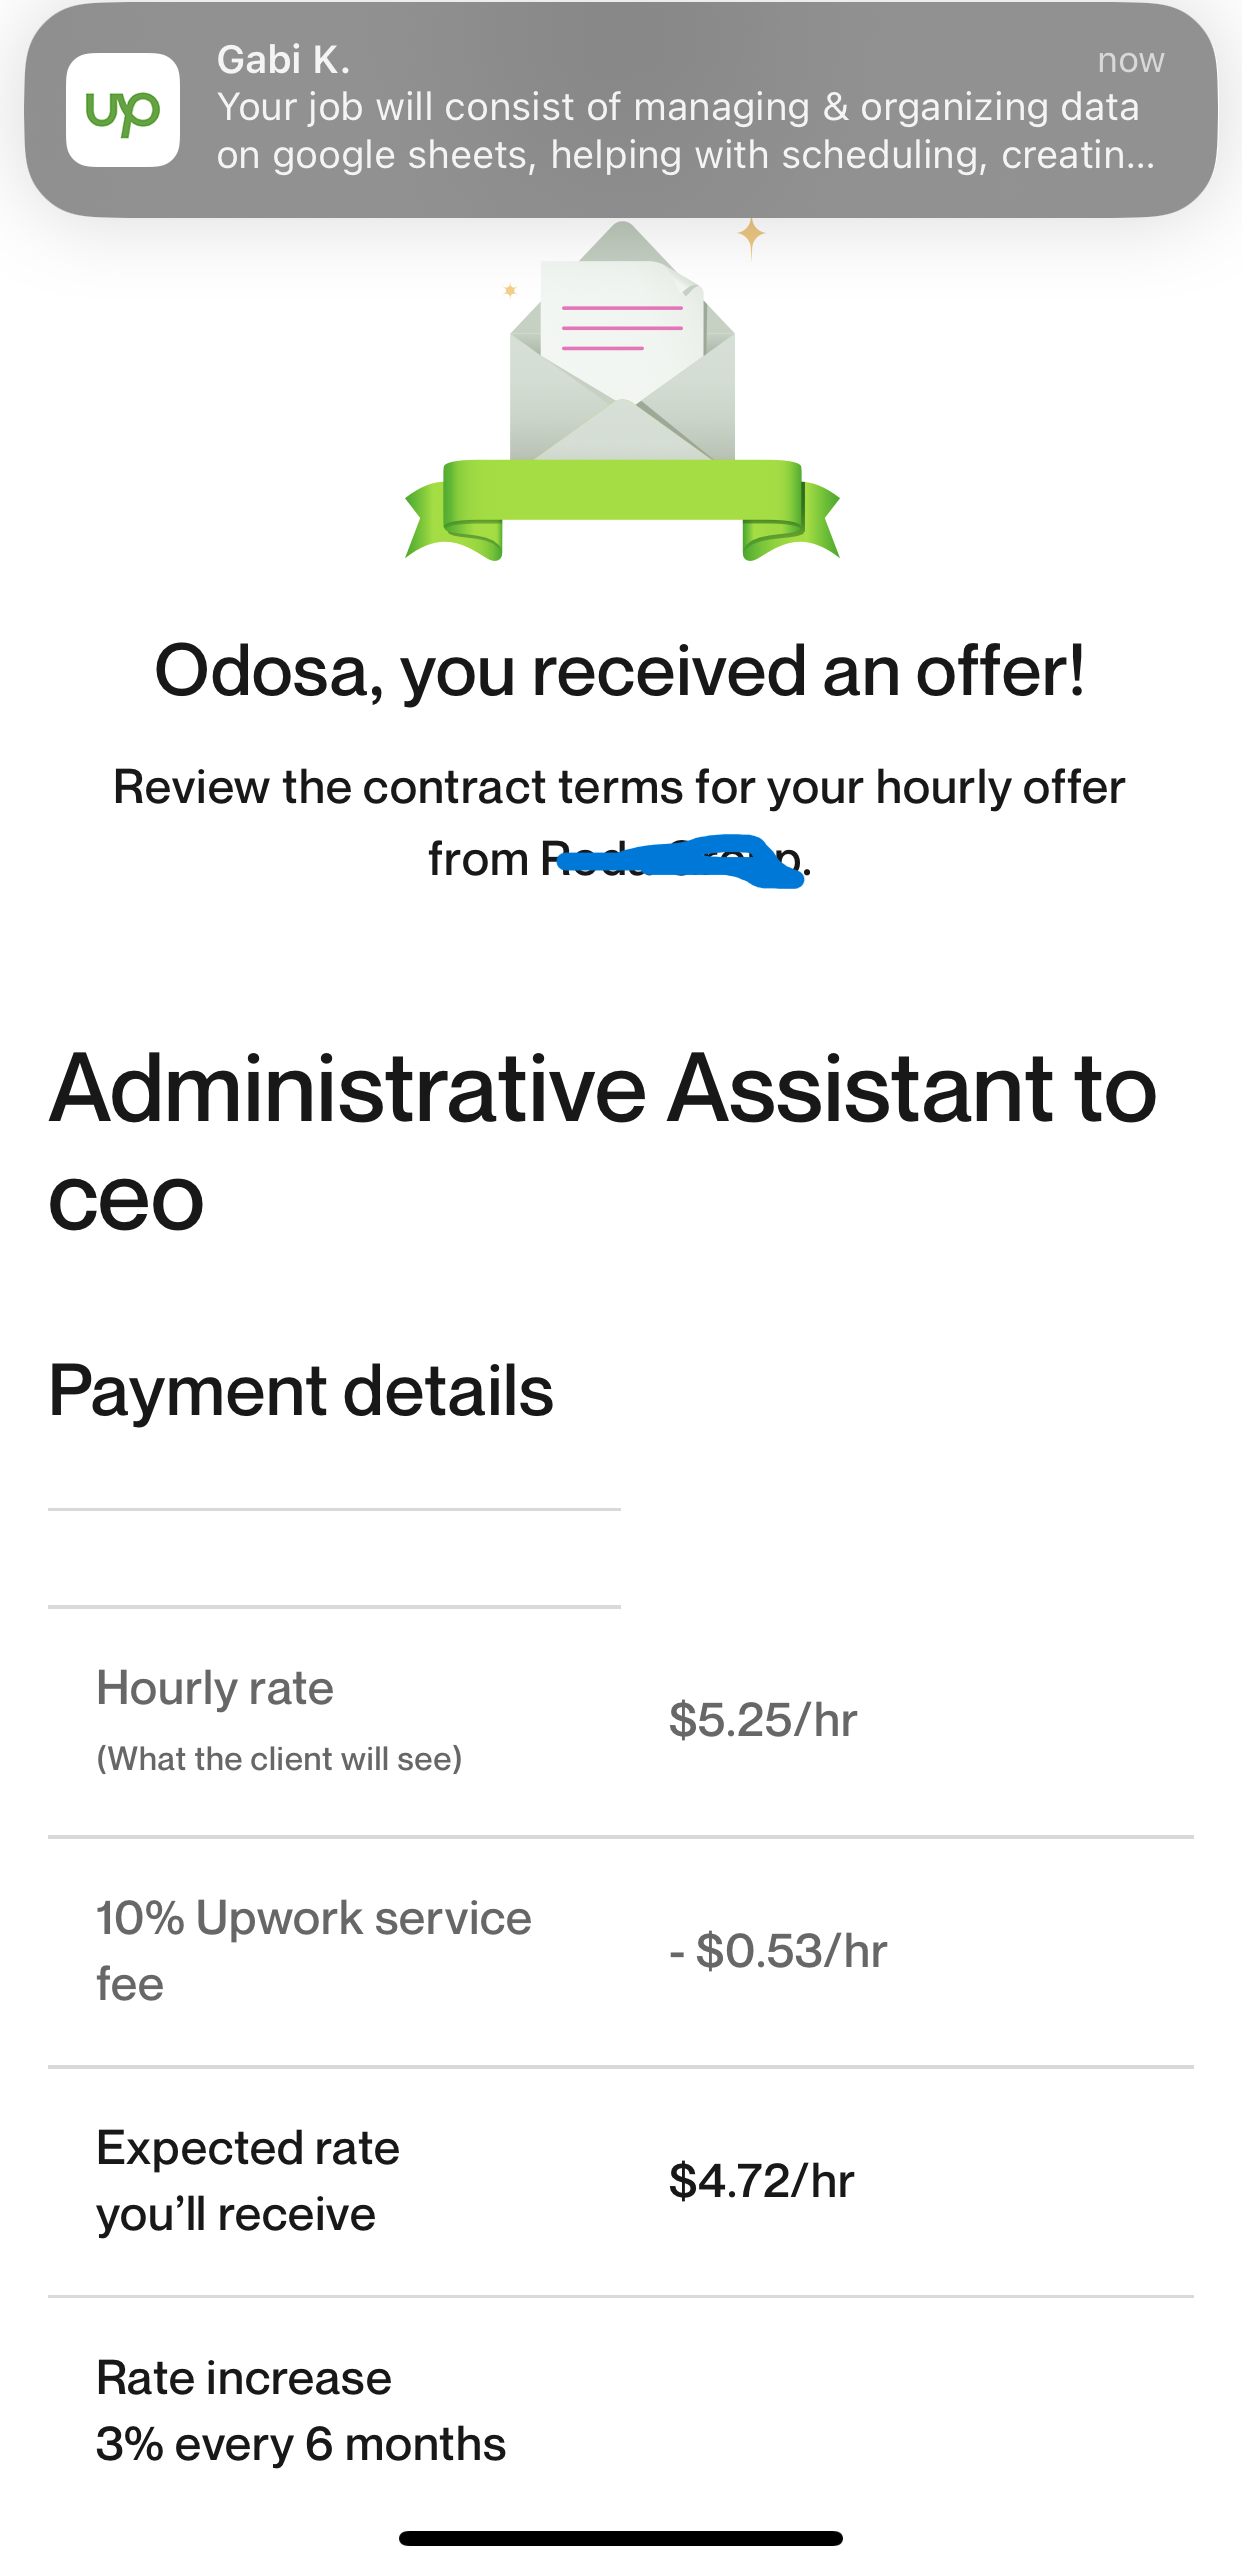 Gabi K.
now
up
Your job will consist of managing & organizing data
on google sheets, helping with scheduling, creatin...
Odosa, you received an offer!
Review the contract terms for your hourly offer
from
Administrative Assistant to
ceo
Payment details
Hourly rate
(What the client will see)
$5.25/hr
10% Upwork service
fee
- $0.53/hr
Expected rate
you’ll receive
$4.72/hr
Rate increase
3% every 6 months